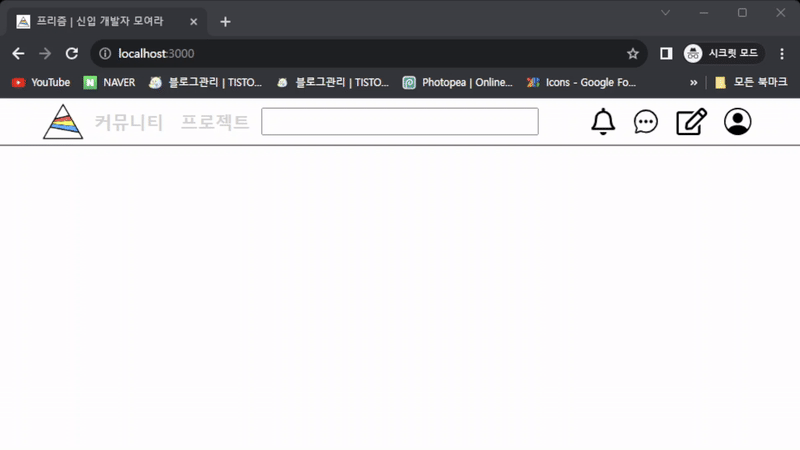 프리즘 | 신입 개발자 모여라
localhost:3000
시크릿 모드
YouTube
NAVER
블로그관리 | TISTO...
블로그관리 | TISTO...
Photopea | Online...
Icons - Google Fo...
모든 북마크
커뮤니티
프로젝트